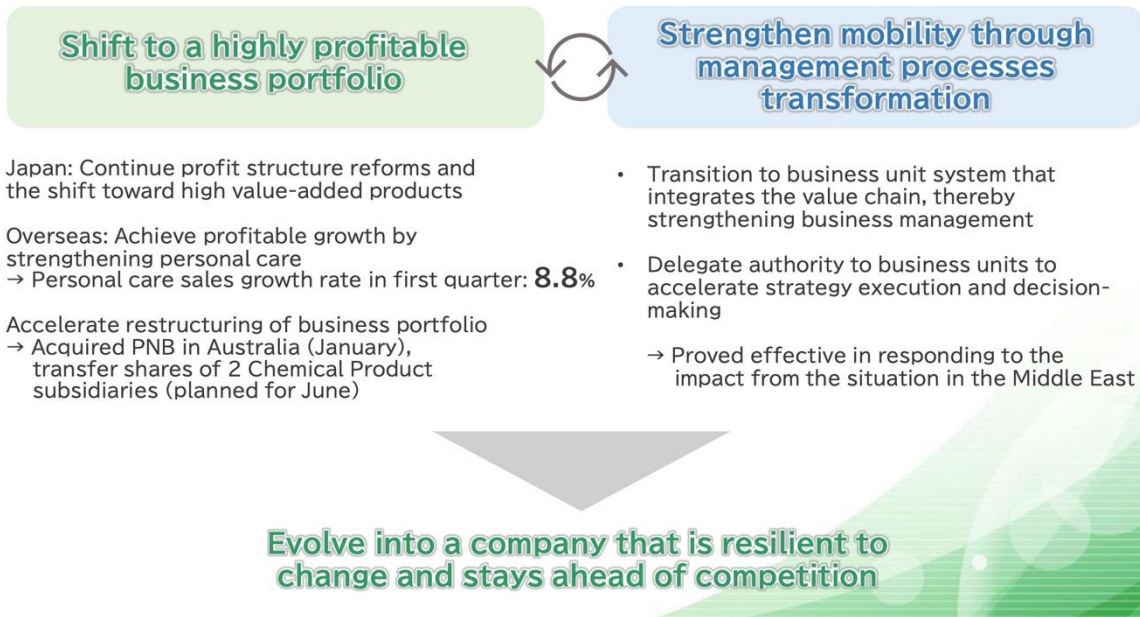 Shift to a highly profitable
business portfolio
Strengthen mobility through
management processes
transformation
Japan: Continue profit structure reforms and
the shift toward high value-added products
Overseas: Achieve profitable growth by
strengthening personal care
→ Personal care sales growth rate in first quarter: 8.8%
Accelerate restructuring of business portfolio
→ Acquired PNB in Australia (January),
transfer shares of 2 Chemical Product
subsidiaries (planned for June)
• Transition to business unit system that
integrates the value chain, thereby
strengthening business management
• Delegate authority to business units to
accelerate strategy execution and decision-
making
→ Proved effective in responding to the
impact from the situation in the Middle East
Evolve into a company that is resilient to
change and stays ahead of competition